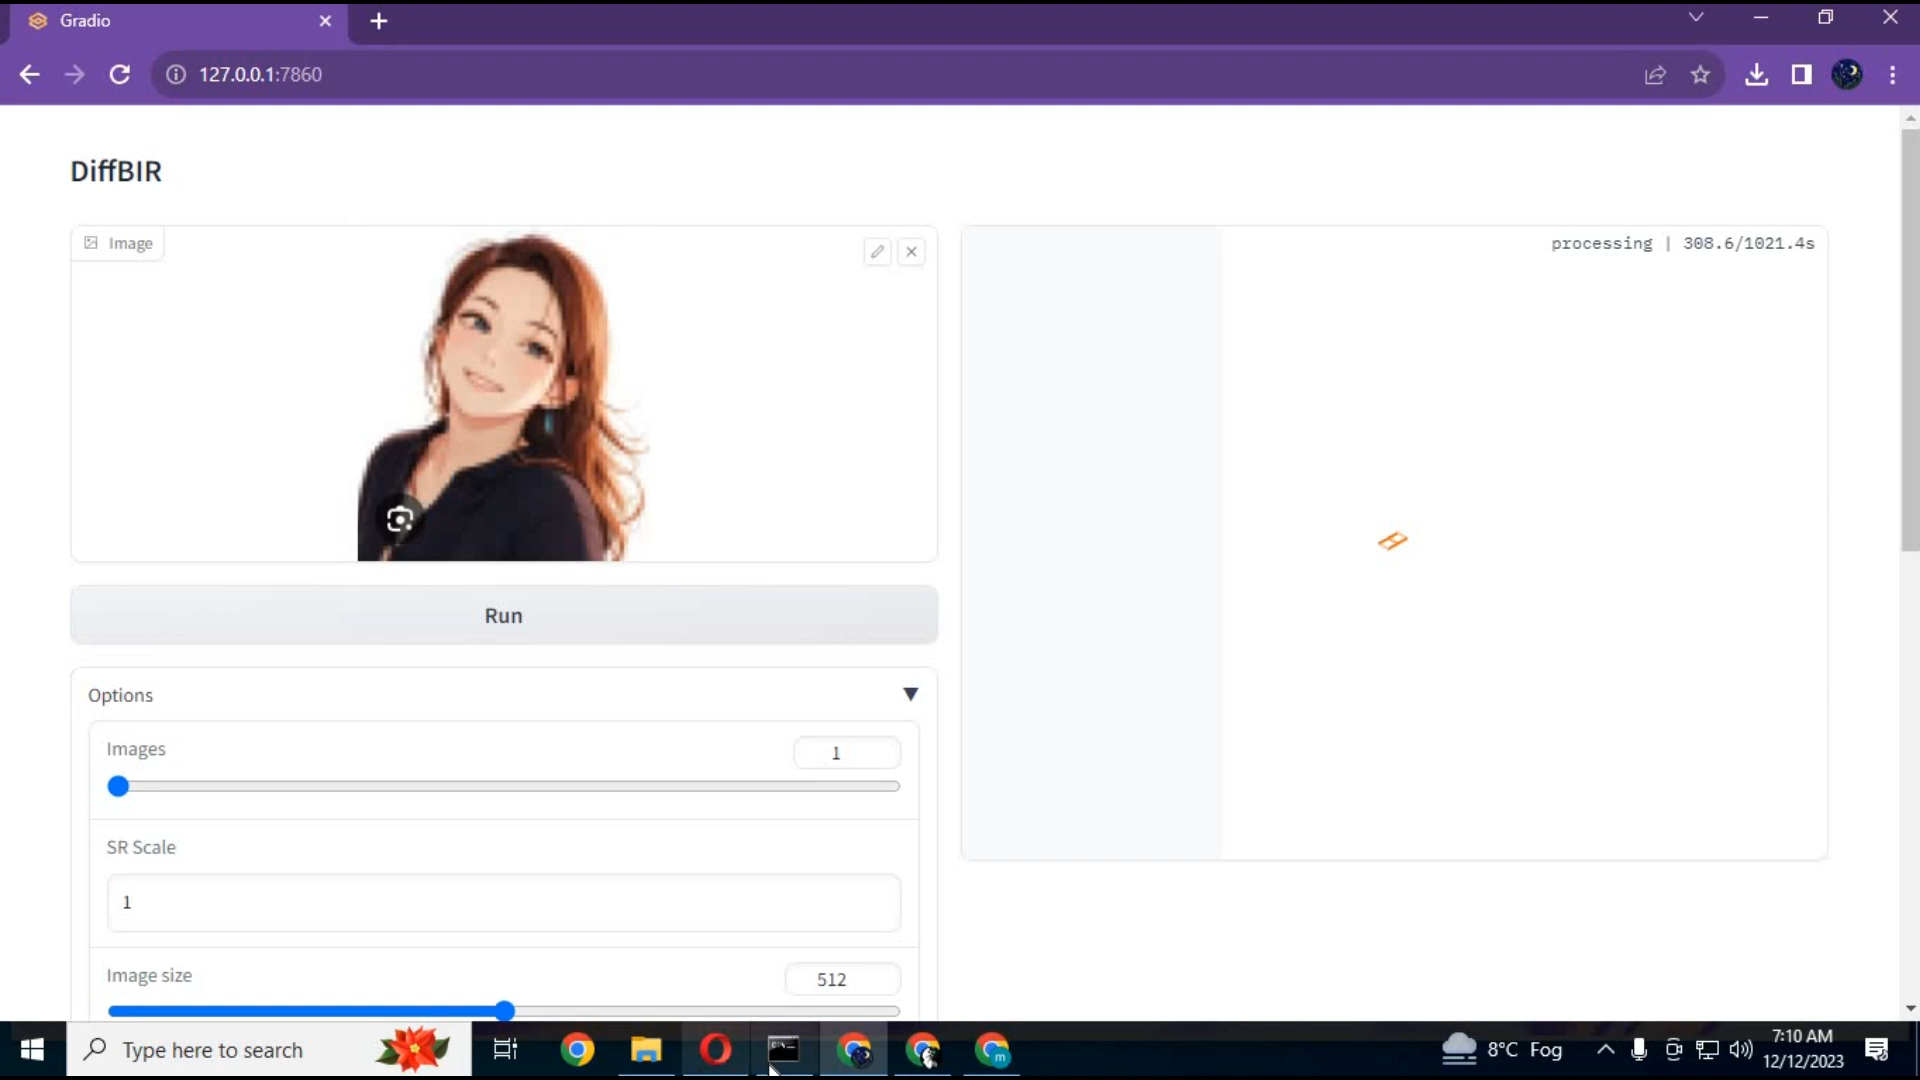 Gradio
127.0.0.1:7860
DiffBIR
Image
processing | 308.6/1021.4s
Run
Options
Images
1
SR Scale
1
Image size
512
Type here to search
8°C Fog
7:10 AM
12/12/2023